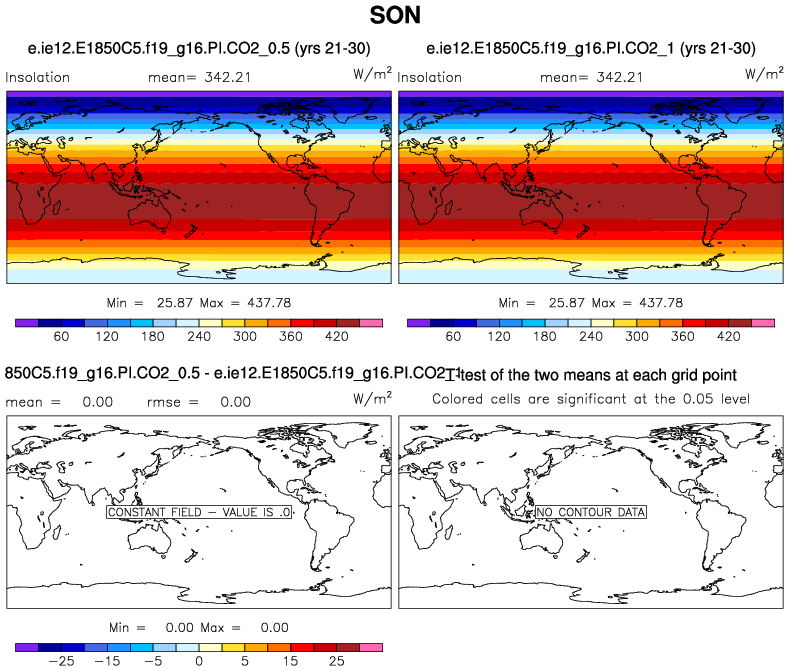 SON
e.ie12.E1850C5.f19_g16.PI.CO2_0.5 (yrs 21-30)
Insolation mean= 342.21 W/m²
60 120 180 240 300 360 420
Min = 25.87 Max = 437.78
e.ie12.E1850C5.f19_g16.PI.CO2_1 (yrs 21-30)
Insolation mean= 342.21 W/m²
Min = 25.87 Max = 437.78
60 120 180 240 300 360 420
850C5.f19_g16.PI.CO2_0.5 - e.ie12.E1850C5.f19_g16.PI.CO2_1
mean = 0.00 rmse = 0.00 W/m²
CONSTANT FIELD - VALUE IS .0
Min = 0.00 Max = 0.00
-25 -15 -5 0 5 15 25
T-test of the two means at each grid point
Colored cells are significant at the 0.05 level
NO CONTOUR DATA